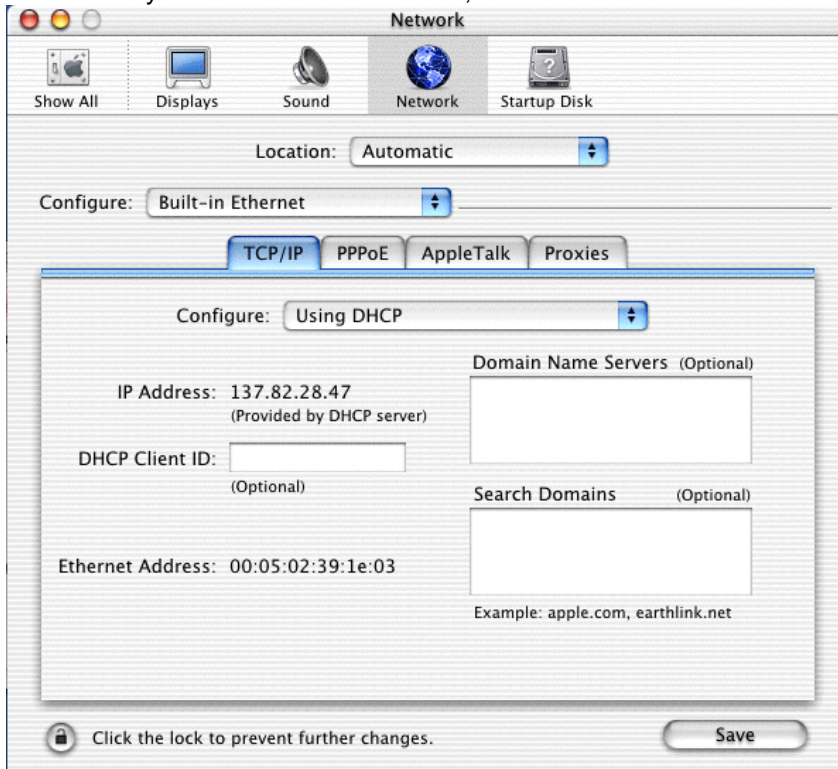 Network
Show All Displays Sound Network Startup Disk
Location: Automatic
Configure: Built-in Ethernet
TCP/IP PPPoE AppleTalk Proxies
Configure: Using DHCP
Domain Name Servers (Optional)
IP Address: 137.82.28.47
(Provided by DHCP server)
DHCP Client ID:
(Optional)
Search Domains (Optional)
Ethernet Address: 00:05:02:39:1e:03
Example: apple.com, earthlink.net
Click the lock to prevent further changes. Save